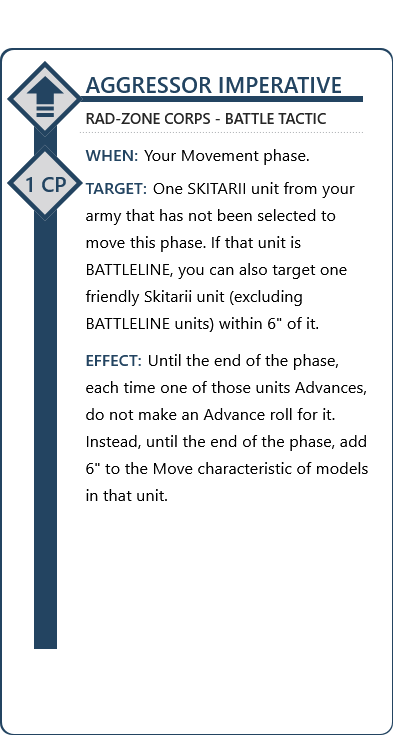 AGGRESSOR IMPERATIVE
RAD-ZONE CORPS - BATTLE TACTIC
1 CP
WHEN: Your Movement phase.
TARGET: One SKITARII unit from your
army that has not been selected to
move this phase. If that unit is
BATTLELINE, you can also target one
friendly Skitarii unit (excluding
BATTLELINE units) within 6" of it.
EFFECT: Until the end of the phase,
each time one of those units Advances,
do not make an Advance roll for it.
Instead, until the end of the phase, add
6" to the Move characteristic of models
in that unit.